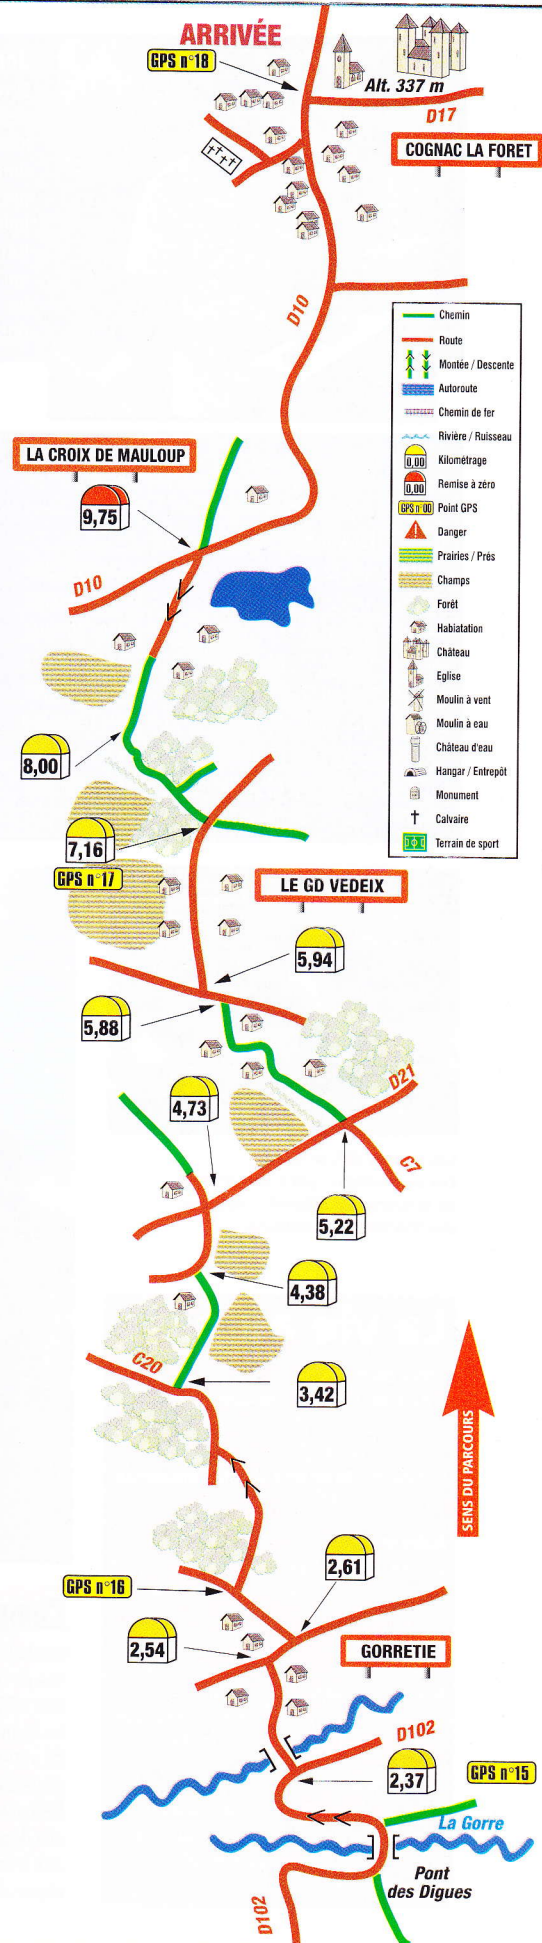 ARRIVÉE
GPS n°18
Alt. 337 m
D17
COGNAC LA FORET
D10
Chemin
Route
Montée / Descente
Autoroute
Chemin de fer
Rivière / Ruisseau
0,00 Kilométrage
0,00 Remise à zéro
GPS n°00 Point GPS
Danger
Prairies / Prés
Champs
Forêt
Habiatation
Château
Eglise
Moulin à vent
Moulin à eau
Château d'eau
Hangar / Entrepôt
Monument
Calvaire
Terrain de sport
LA CROIX DE MAULOUP
9,75
D10
8,00
7,16
GPS n°17
LE GD VEDEIX
5,94
5,88
D21
4,73
C7
5,22
4,38
C20
3,42
SENS DU PARCOURS
2,61
GPS n°16
2,54
GORRETIE
D102
2,37
GPS n°15
La Gorre
Pont
des Digues
D102